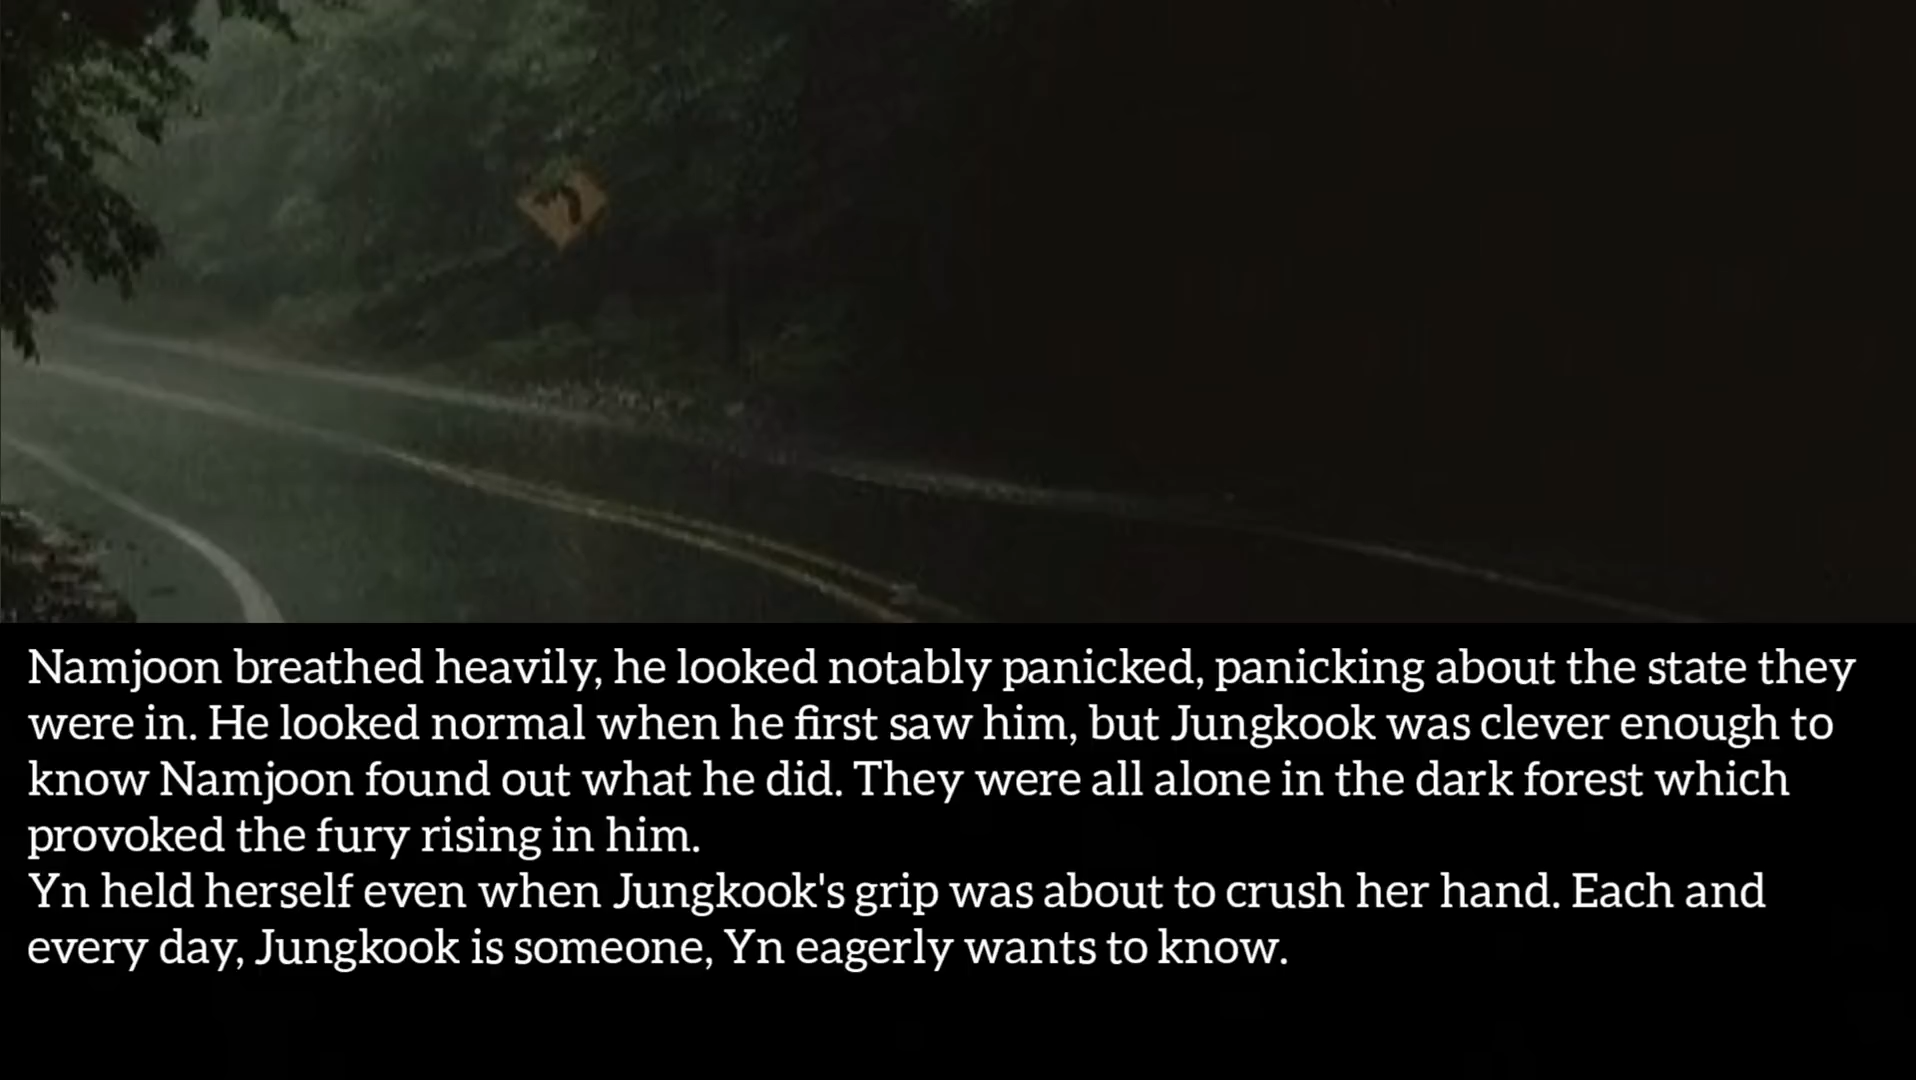 Namjoon breathed heavily, he looked notably panicked, panicking about the state they
were in. He looked normal when he first saw him, but Jungkook was clever enough to
know Namjoon found out what he did. They were all alone in the dark forest which
provoked the fury rising in him.
Yn held herself even when Jungkook's grip was about to crush her hand. Each and
every day, Jungkook is someone, Yn eagerly wants to know.